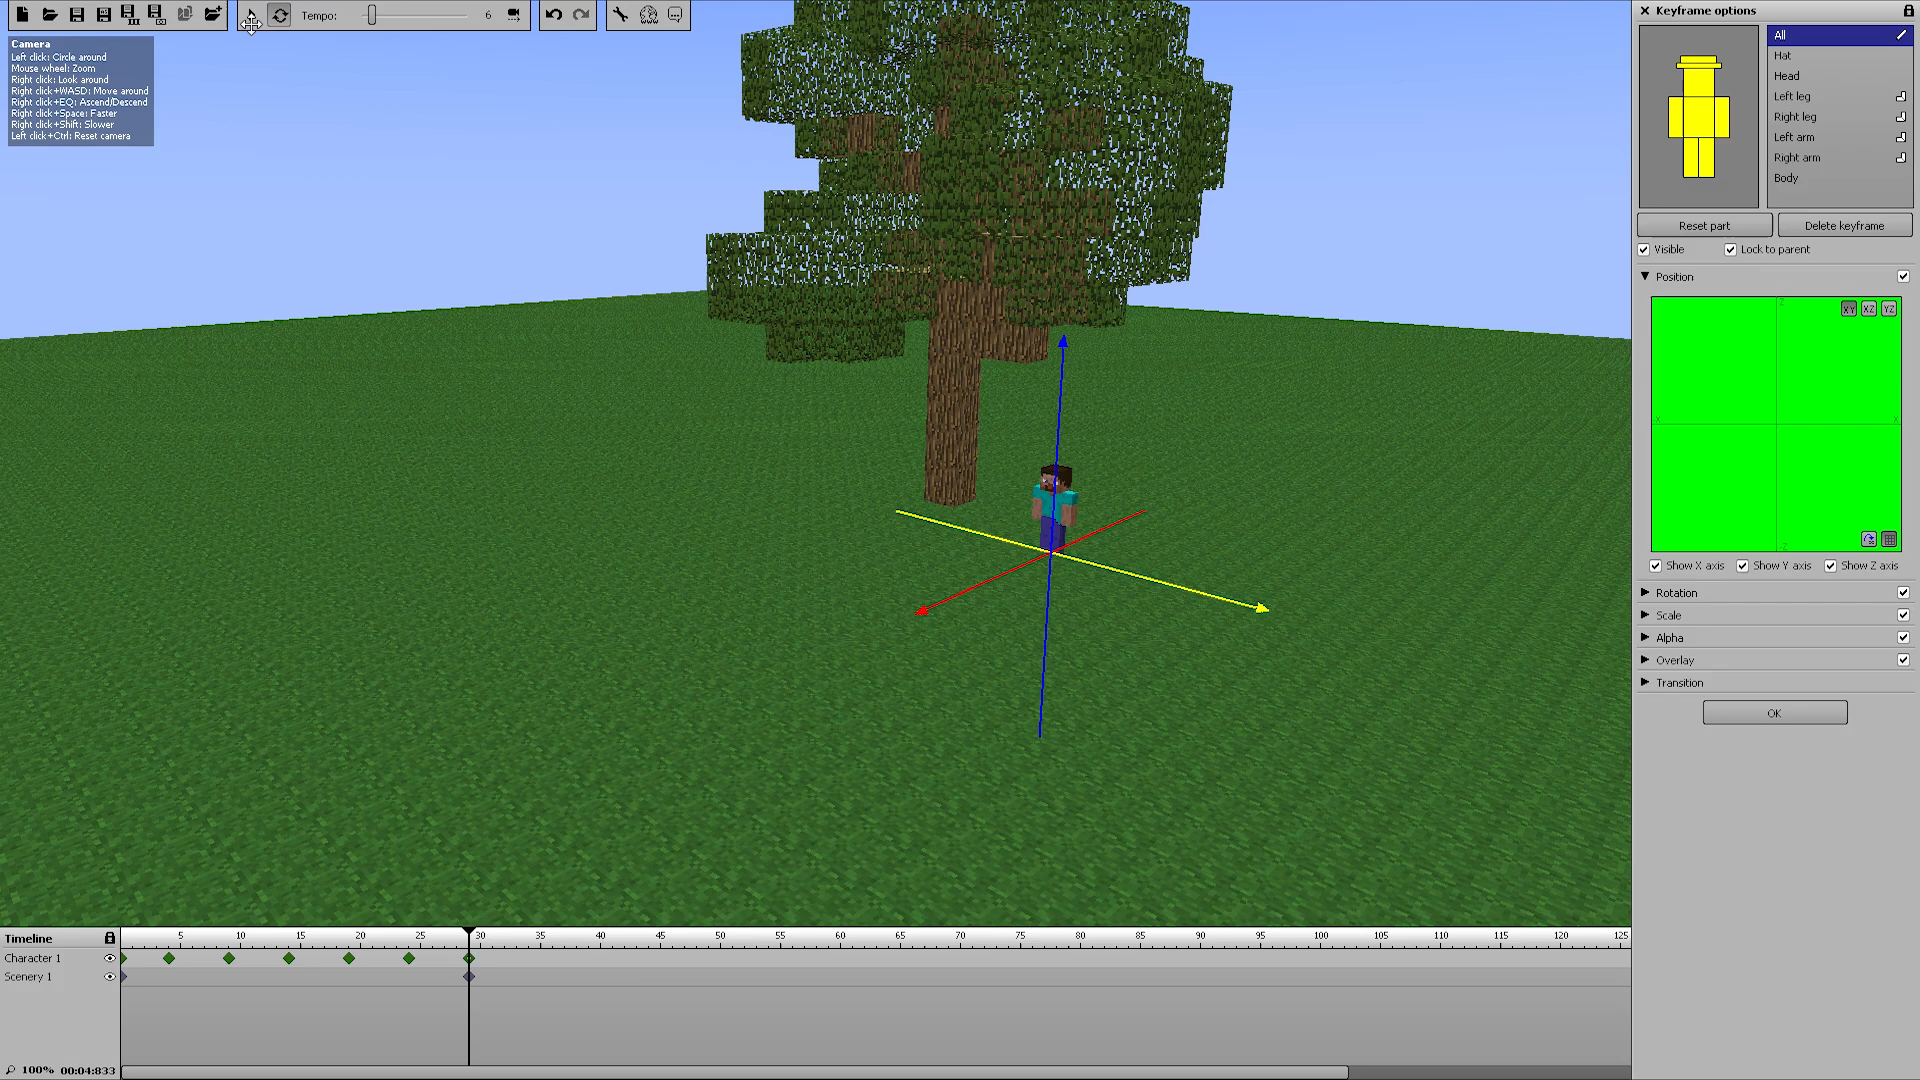 Tempo:
6
Camera
Left click: Circle around
Mouse wheel: Zoom
Right click: Look around
Right click+WASD: Move around
Right click+EQ: Ascend/Descend
Right click+Space: Faster
Right click+Shift: Slower
Left click+Ctrl: Reset camera
Keyframe options
All
Hat
Head
Left leg
Right leg
Left arm
Right arm
Body
Reset part
Delete keyframe
Visible
Lock to parent
Position
XY XZ YZ
Show X axis
Show Y axis
Show Z axis
Rotation
Scale
Alpha
Overlay
Transition
OK
Timeline
5 10 15 20 25 30 35 40 45 50 55 60 65 70 75 80 85 90 95 100 105 110 115 120 125
Character 1
Scenery 1
100% 00:04:833